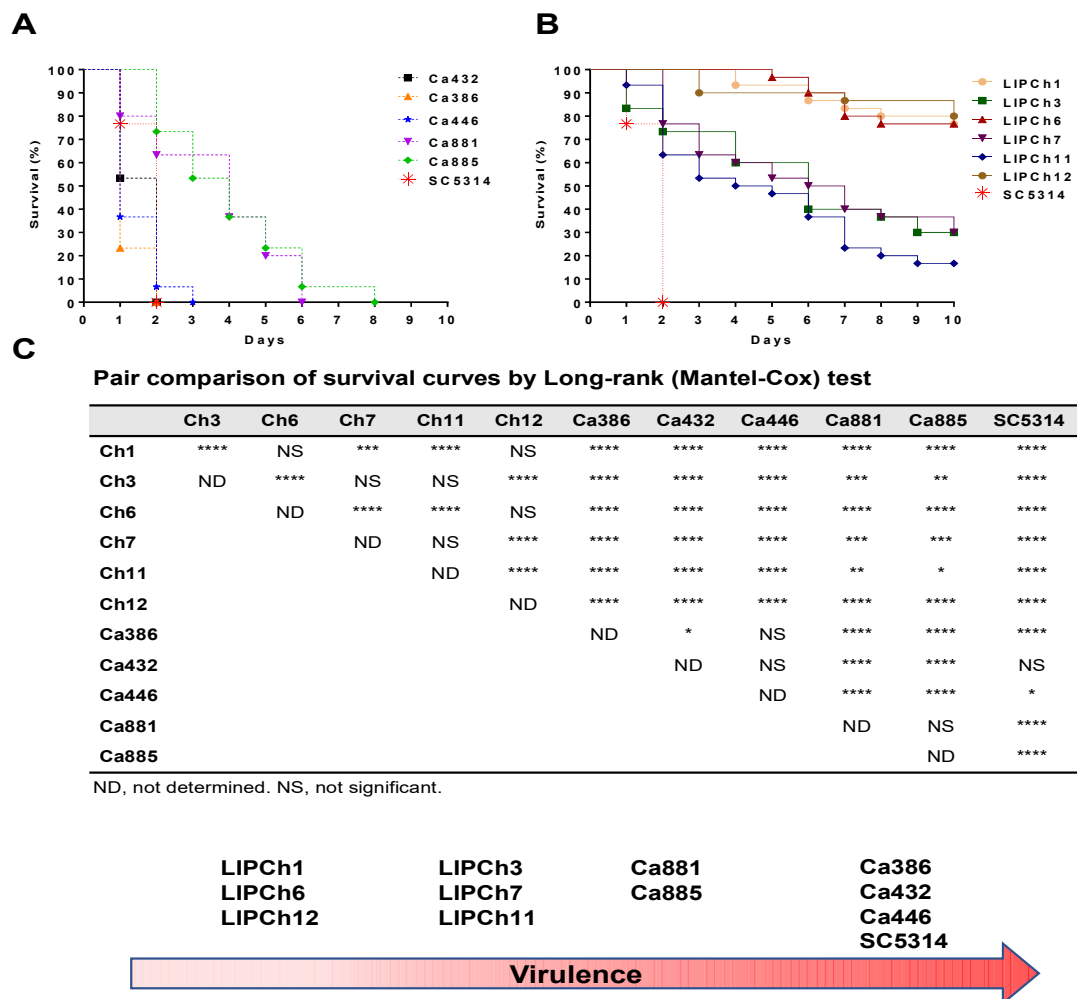 A
B
Survival (%)
100
90
80
70
60
50
40
30
20
10
0
0 1 2 3 4 5 6 7 8 9 10
Days
Ca432
Ca386
Ca446
Ca881
Ca885
SC5314
Survival (%)
100
90
80
70
60
50
40
30
20
10
0
0 1 2 3 4 5 6 7 8 9 10
Days
LIPCh1
LIPCh3
LIPCh6
LIPCh7
LIPCh11
LIPCh12
SC5314
C
Pair comparison of survival curves by Long-rank (Mantel-Cox) test
Ch3 Ch6 Ch7 Ch11 Ch12 Ca386 Ca432 Ca446 Ca881 Ca885 SC5314
Ch1 **** NS *** **** NS **** **** **** **** **** ****
Ch3 ND **** NS NS **** **** **** **** *** ** ****
Ch6 ND **** **** NS **** **** **** **** **** ****
Ch7 ND NS **** **** **** **** *** *** ****
Ch11 ND **** **** **** **** ** * ****
Ch12 ND **** **** **** **** **** ****
Ca386 ND * NS **** **** ****
Ca432 ND NS **** **** NS
Ca446 ND **** **** *
Ca881 ND NS ****
Ca885 ND ****
ND, not determined. NS, not significant.
LIPCh1 LIPCh3 Ca881 Ca386
LIPCh6 LIPCh7 Ca885 Ca432
LIPCh12 LIPCh11 Ca446
SC5314
Virulence